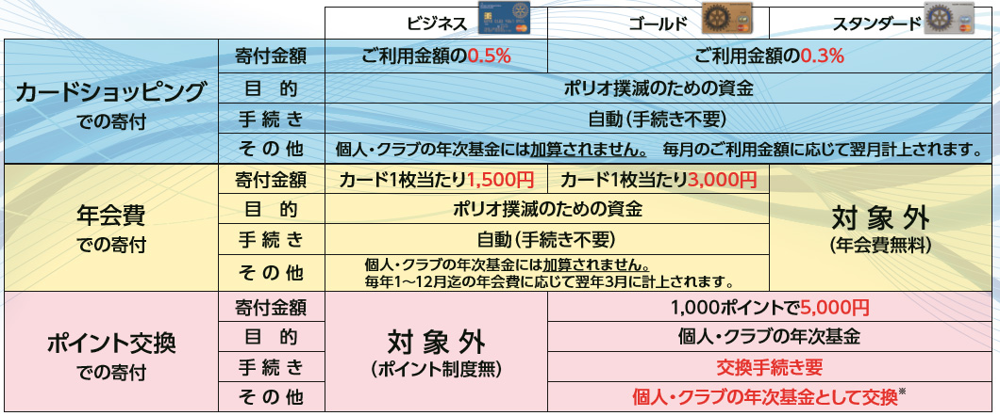 ビジネス ゴールド スタンダード
カードショッピング
での寄付
寄付金額 ご利用金額の0.5% ご利用金額の0.3%
目 的 ポリオ撲滅のための資金
手 続 き 自動(手続き不要)
そ の 他 個人・クラブの年次基金には加算されません。 毎月のご利用金額に応じて翌月計上されます。
年会費
での寄付
寄付金額 カード1枚当たり1,500円 カード1枚当たり3,000円
目 的 ポリオ撲滅のための資金
手 続 き 自動(手続き不要)
そ の 他 個人・クラブの年次基金には加算されません。
毎年1~12月迄の年会費に応じて翌年3月に計上されます。
対 象 外
(年会費無料)
ポイント交換
での寄付
対 象 外
(ポイント制度無)
寄付金額 1,000ポイントで5,000円
目 的 個人・クラブの年次基金
手 続 き 交換手続き要
そ の 他 個人・クラブの年次基金として交換※